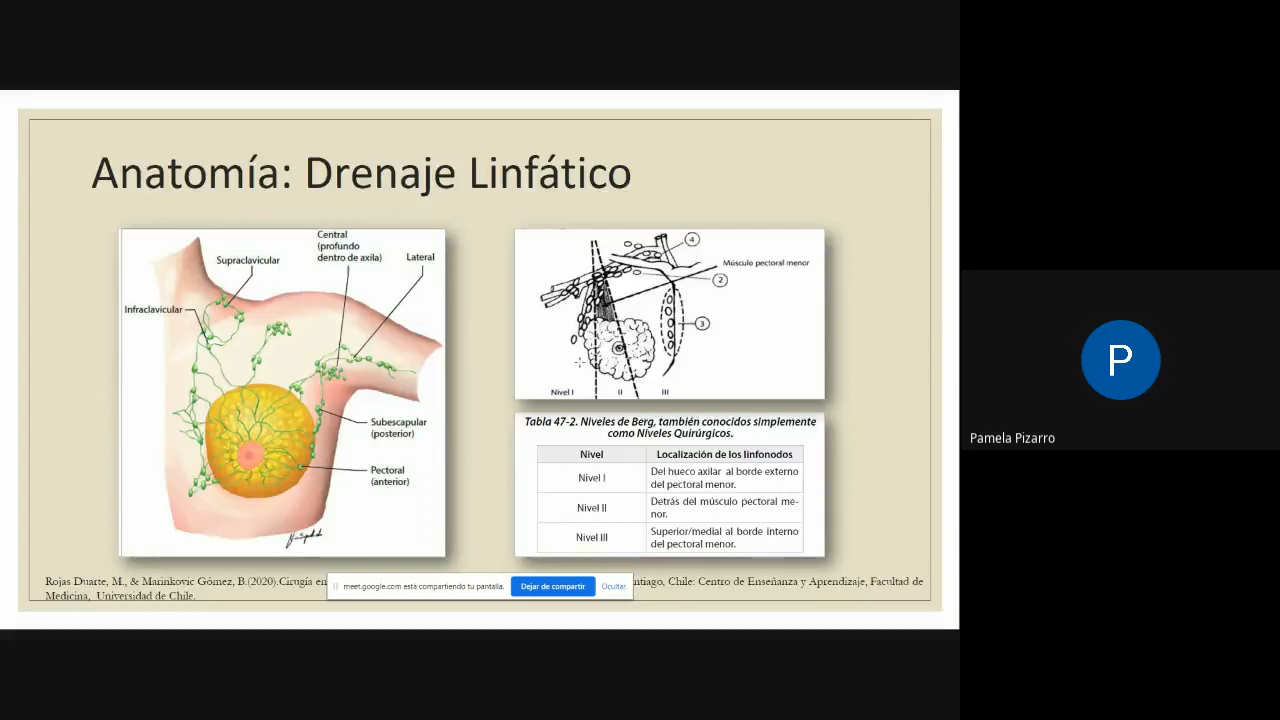 Anatomía: Drenaje Linfático
Central
(profundo
dentro de axila)
Supraclavicular
Lateral
Infraclavicular
Subescapular
(posterior)
Pectoral
(anterior)
4
Músculo pectoral menor
2
3
Nivel I II III
Tabla 47-2. Niveles de Berg, también conocidos simplemente
como Niveles Quirúrgicos.
Nivel Localización de los linfonodos
Nivel I Del hueco axilar al borde externo
del pectoral menor.
Nivel II Detrás del músculo pectoral me-
nor.
Nivel III Superior/medial al borde interno
del pectoral menor.
Rojas Duarte, M., & Marinkovic Gómez, B.(2020).Cirugía en ntiago, Chile: Centro de Enseñanza y Aprendizaje, Facultad de
Medicina, Universidad de Chile.
meet.google.com está compartiendo tu pantalla. Dejar de compartir Ocultar
P
Pamela Pizarro